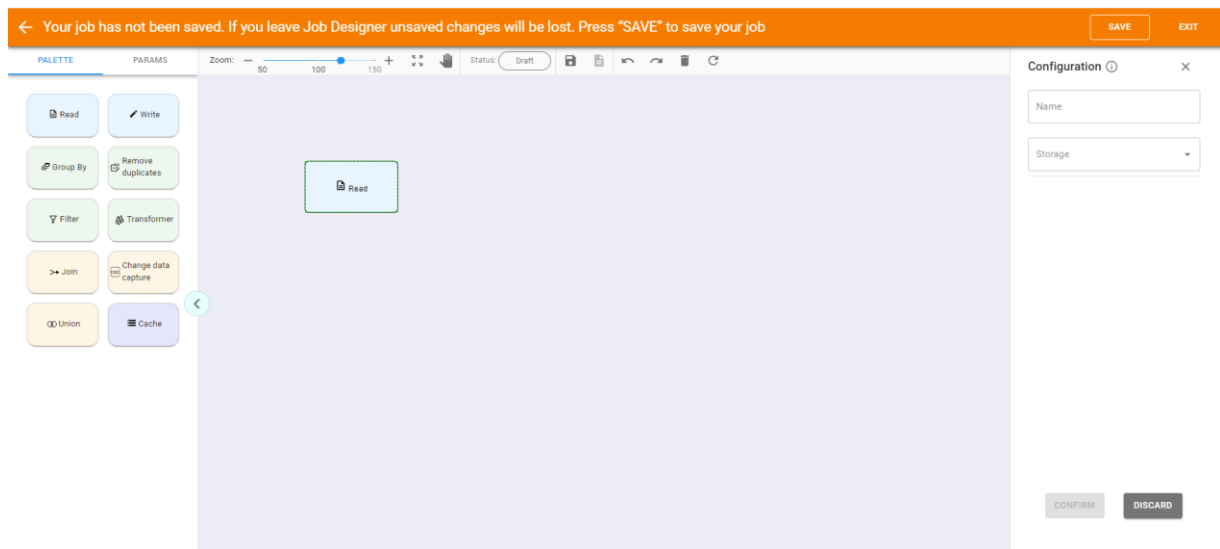 Your job has not been saved. If you leave Job Designer unsaved changes will be lost. Press “SAVE” to save your job
SAVE
EXIT
PALETTE
PARAMS
Zoom:
50
100
150
Status:
Draft
Configuration
Read
Write
Name
Group By
Remove
duplicates
Storage
Read
Filter
Transformer
Join
Change data
capture
Union
Cache
CONFIRM
DISCARD